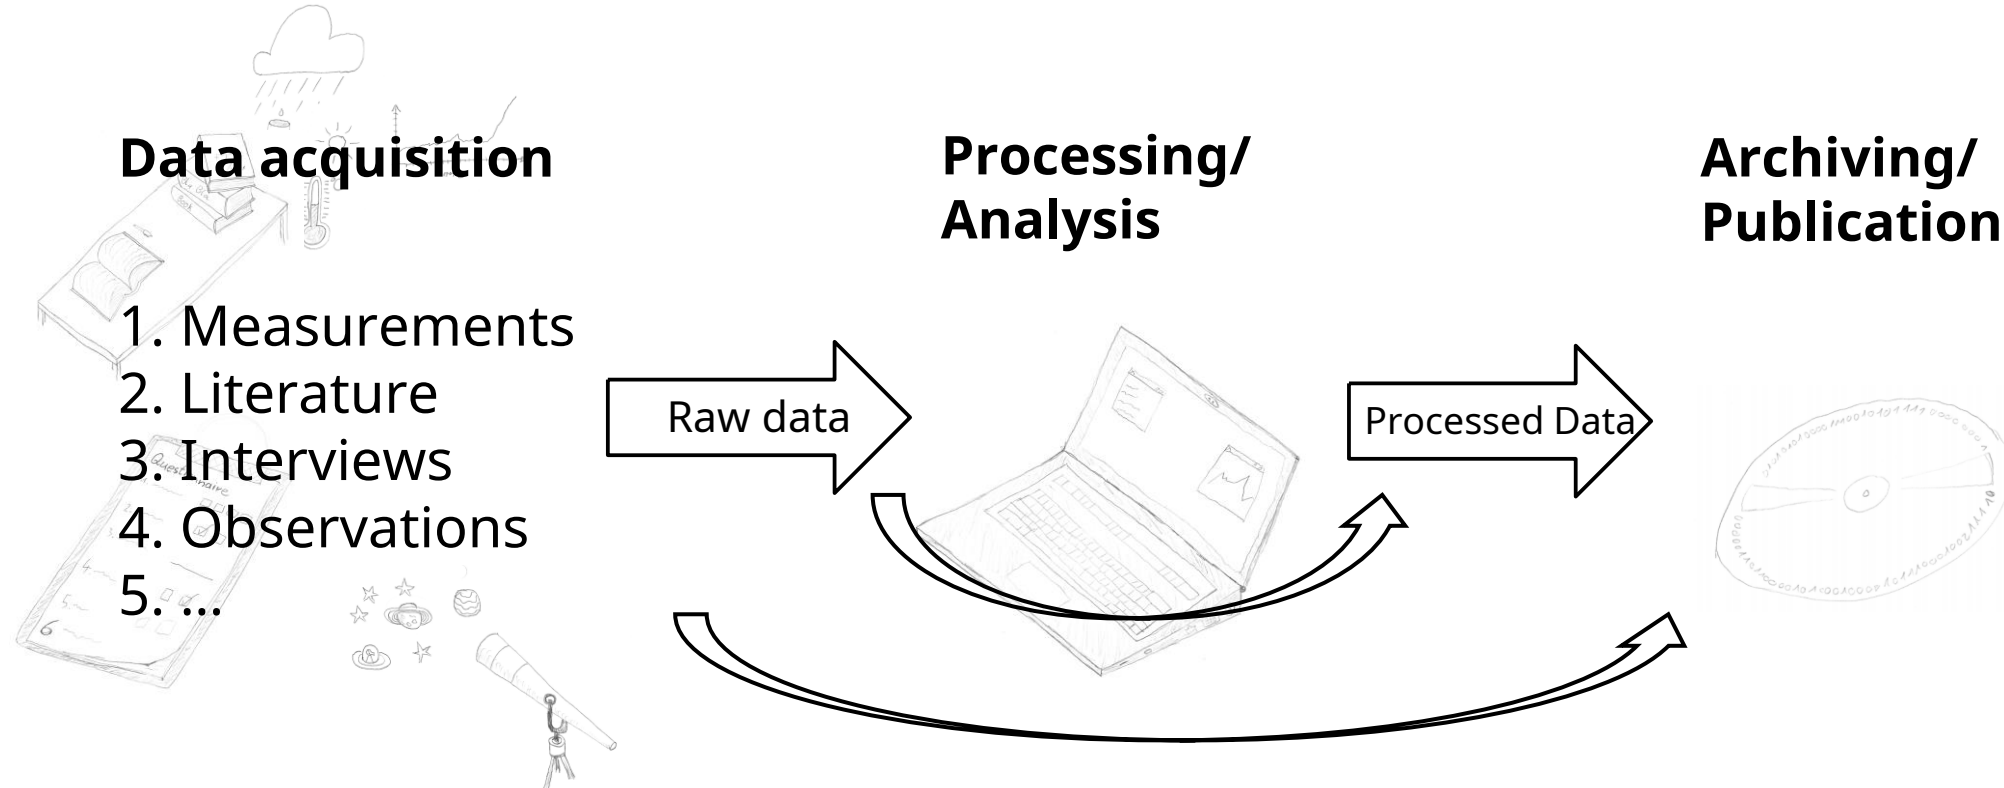 Data acquisition
1. Measurements
2. Literature
3. Interviews
4. Observations
5. ...
Raw data
Processing/
Analysis
Processed Data
Archiving/
Publication
Book